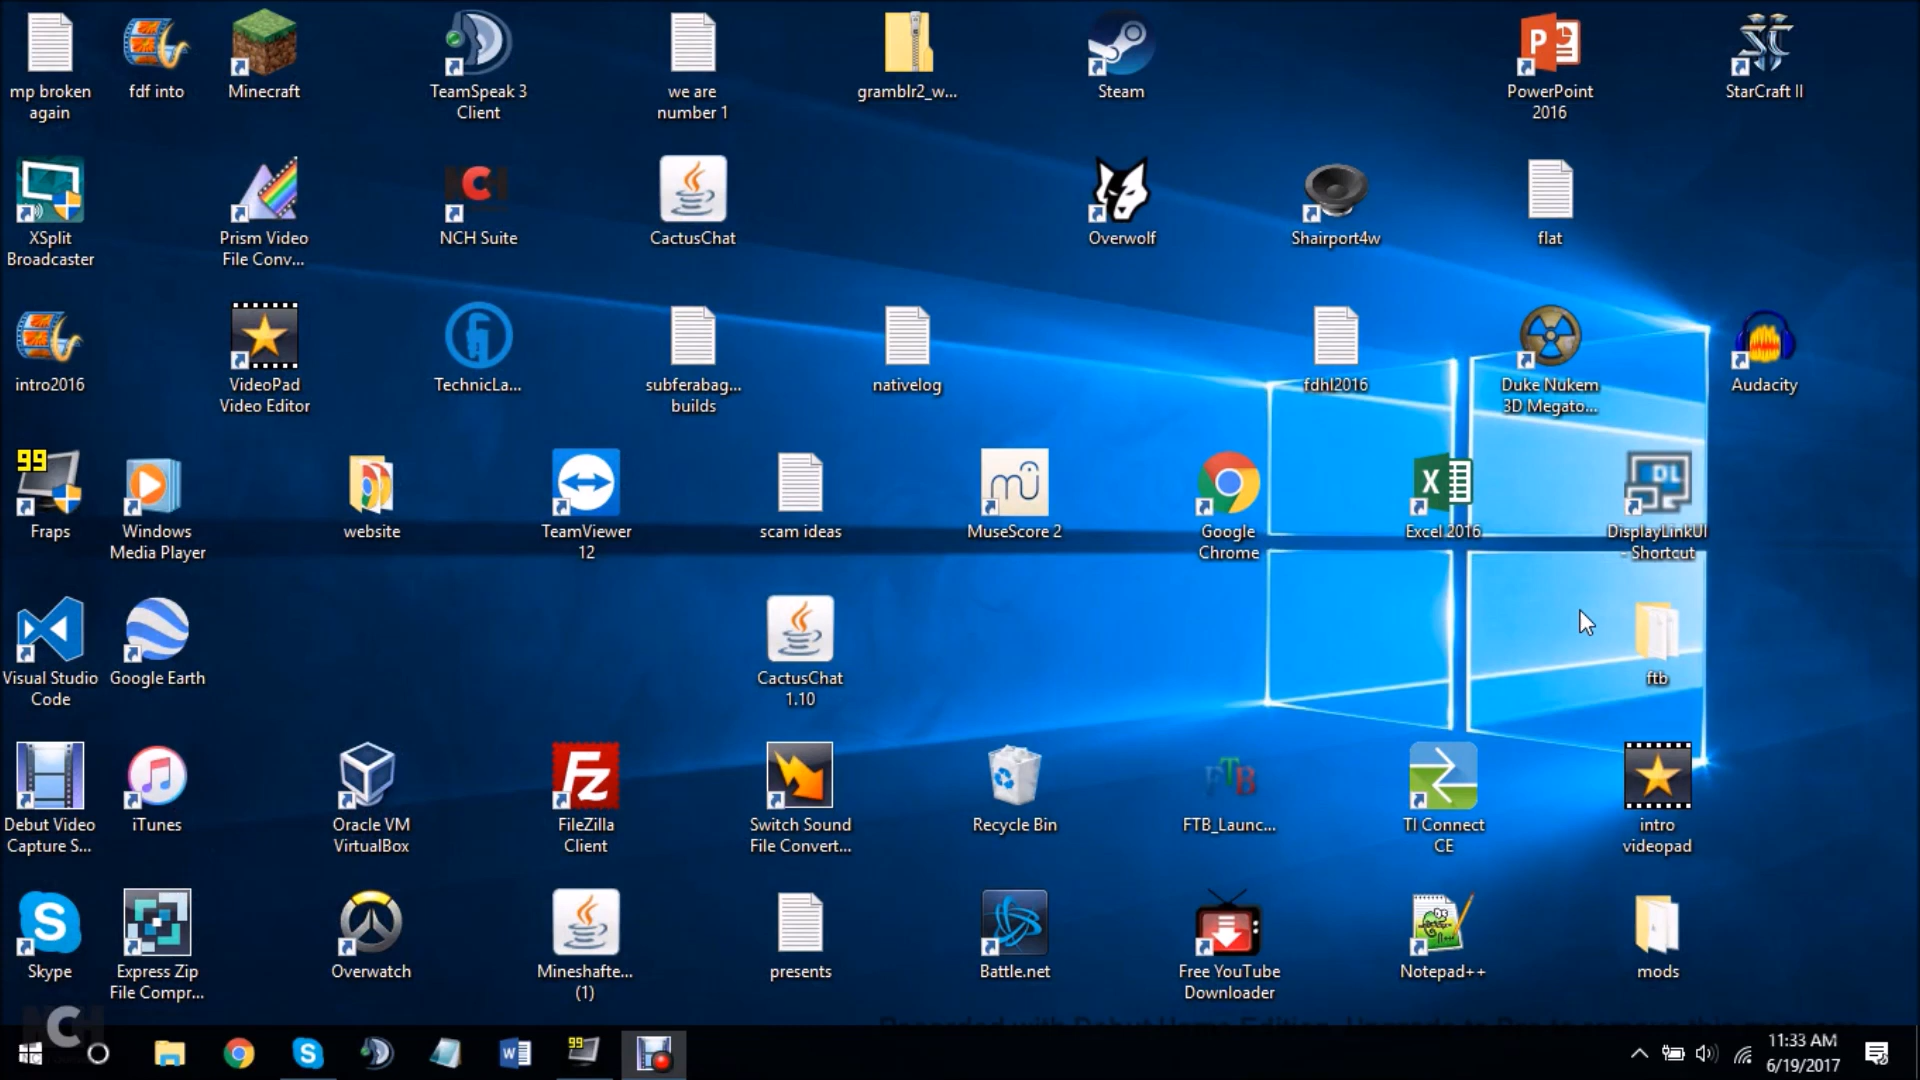 mp broken
again
fdf into
Minecraft
TeamSpeak 3
Client
we are
number 1
gramblr2_w...
Steam
PowerPoint
2016
StarCraft II
XSplit
Broadcaster
Prism Video
File Conv...
NCH Suite
CactusChat
Overwolf
Shairport4w
flat
intro2016
VideoPad
Video Editor
TechnicLa...
subferabag...
builds
nativelog
fdhl2016
Duke Nukem
3D Megato...
Audacity
99
Fraps
Windows
Media Player
website
TeamViewer
12
scam ideas
MuseScore 2
Google
Chrome
Excel 2016
DL
DisplayLinkUI
- Shortcut
Visual Studio
Code
Google Earth
CactusChat
1.10
ftb
Debut Video
Capture S...
iTunes
Oracle VM
VirtualBox
FileZilla
Client
Switch Sound
File Convert...
Recycle Bin
FTB
FTB_Launc...
TI Connect
CE
intro
videopad
Skype
Express Zip
File Compr...
Overwatch
Mineshafte...
(1)
presents
Battle.net
Free YouTube
Downloader
Notepad++
mods
NCH
99
11:33 AM
6/19/2017